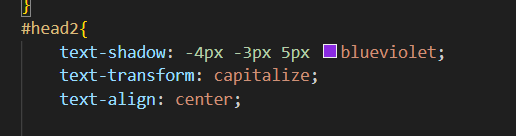 }
#head2{
text-shadow: -4px -3px 5px blueviolet;
text-transform: capitalize;
text-align: center;